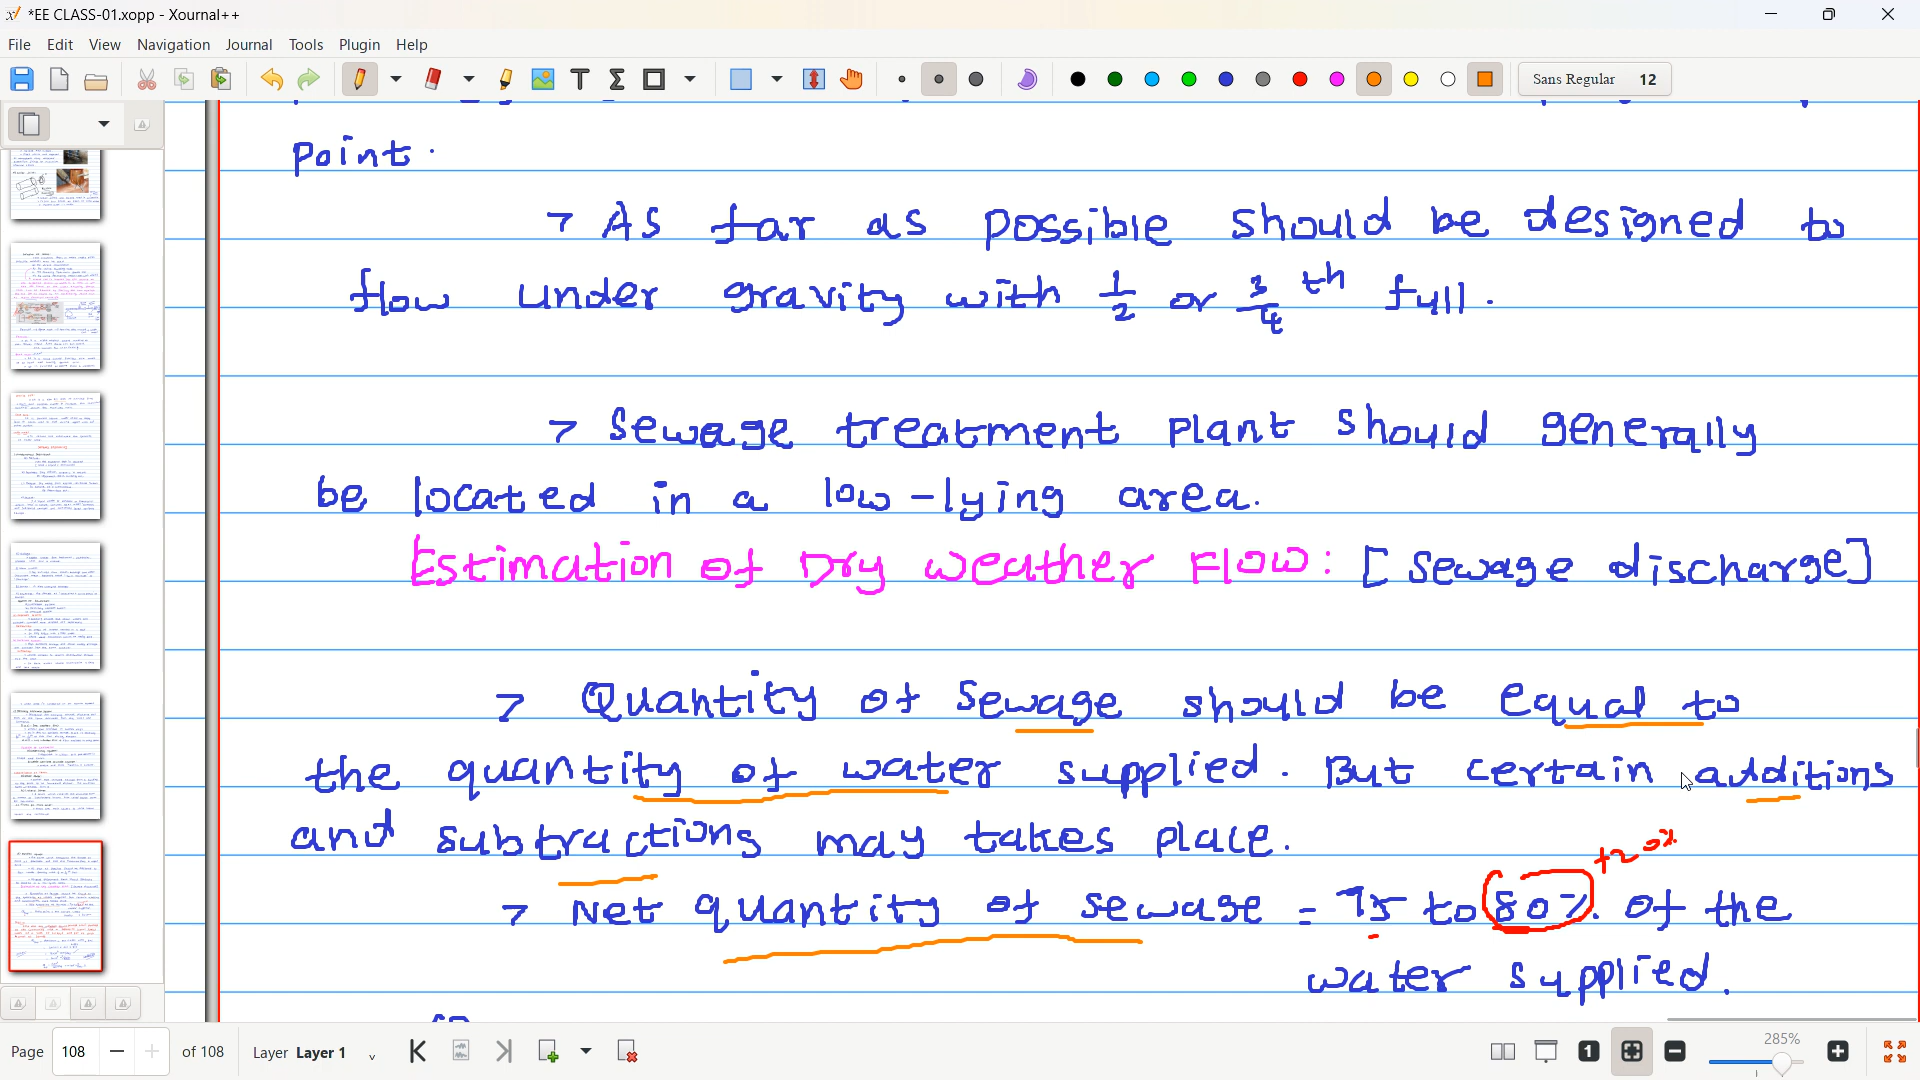 *EE CLASS-01.xopp - Xournal++
File Edit View Navigation Journal Tools Plugin Help
Sans Regular 12
point.
> As far as possible should be designed to
flow under gravity with 1/2 or 3/4 th full.
> Sewage treatment plant should generally
be located in a low-lying area.
Estimation of Dry weather Flow: [Sewage discharge]
> Quantity of Sewage should be equal to
the quantity of water supplied. But certain additions
and subtractions may takes place.
+20%
> Net quantity of sewage = 75 to 80% of the
water supplied.
Page 108 of 108 Layer Layer 1 285%